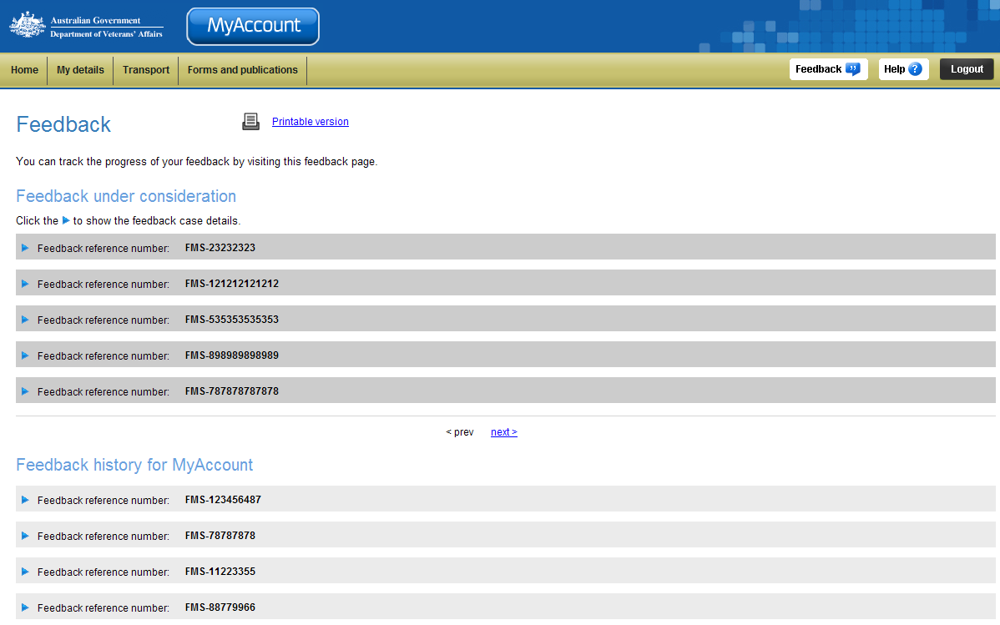 Australian Government
Department of Veterans' Affairs
MyAccount
Home My details Transport Forms and publications Feedback Help ? Logout
Feedback Printable version
You can track the progress of your feedback by visiting this feedback page.
Feedback under consideration
Click the to show the feedback case details.
Feedback reference number: FMS-23232323
Feedback reference number: FMS-121212121212
Feedback reference number: FMS-535353535353
Feedback reference number: FMS-898989898989
Feedback reference number: FMS-787878787878
< prev next >
Feedback history for MyAccount
Feedback reference number: FMS-123456487
Feedback reference number: FMS-78787878
Feedback reference number: FMS-11223355
Feedback reference number: FMS-88779966